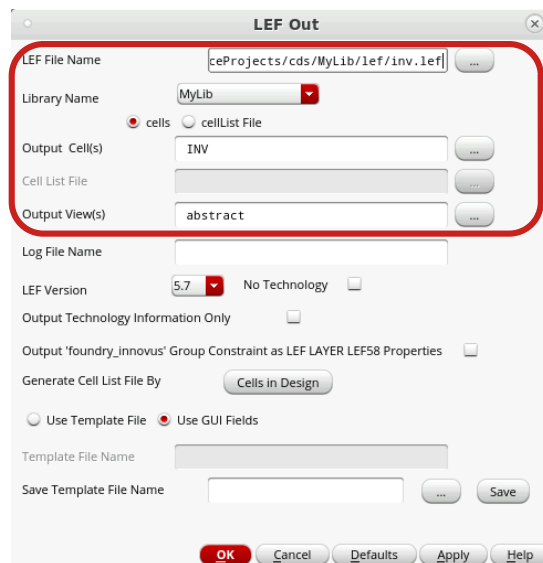 LEF Out
LEF File Name ceProjects/cds/MyLib/lef/inv.lef ...
Library Name MyLib
cells cellList File
Output Cell(s) INV ...
Cell List File ...
Output View(s) abstract ...
Log File Name
LEF Version 5.7 No Technology
Output Technology Information Only
Output 'foundry_innovus' Group Constraint as LEF LAYER LEF58 Properties
Generate Cell List File By Cells in Design
Use Template File Use GUI Fields
Template File Name
Save Template File Name ... Save
OK Cancel Defaults Apply Help